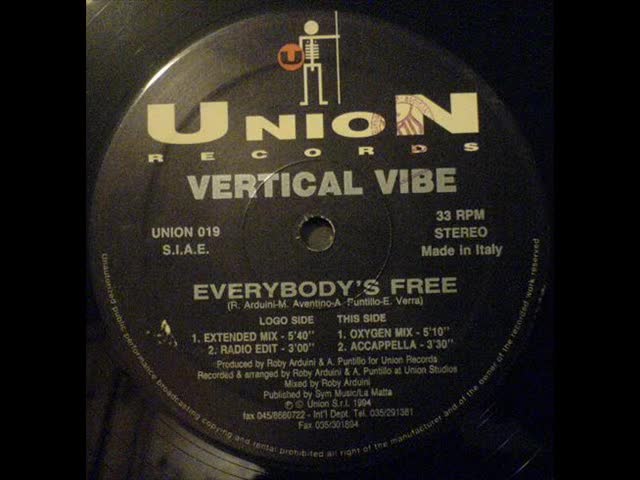 U
UNION
RECORDS
VERTICAL VIBE
UNION 019
S.I.A.E.
33 RPM
STEREO
Made in Italy
EVERYBODY'S FREE
(R. Arduini-M. Aventino-A. Puntillo-E. Verra)
LOGO SIDE
1. EXTENDED MIX - 5'40"
2. RADIO EDIT - 3'00"
THIS SIDE
1. OXYGEN MIX - 5'10"
2. ACCAPPELLA - 3'30"
Produced by Roby Arduini & A. Puntillo for Union Records
Recorded & arranged by Roby Arduini & A. Puntillo at Union Studios
Mixed by Roby Arduini
Published by Sym Music/La Matta
℗ © Union S.r.l. 1994
fax 045/8680722 - Int'l Dept. Tel. 035/291381
Fax 035/301894
Unauthorized public performance broadcasting copying and rental prohibited all right of the manufacturer and of the owner of the recorded work reserved